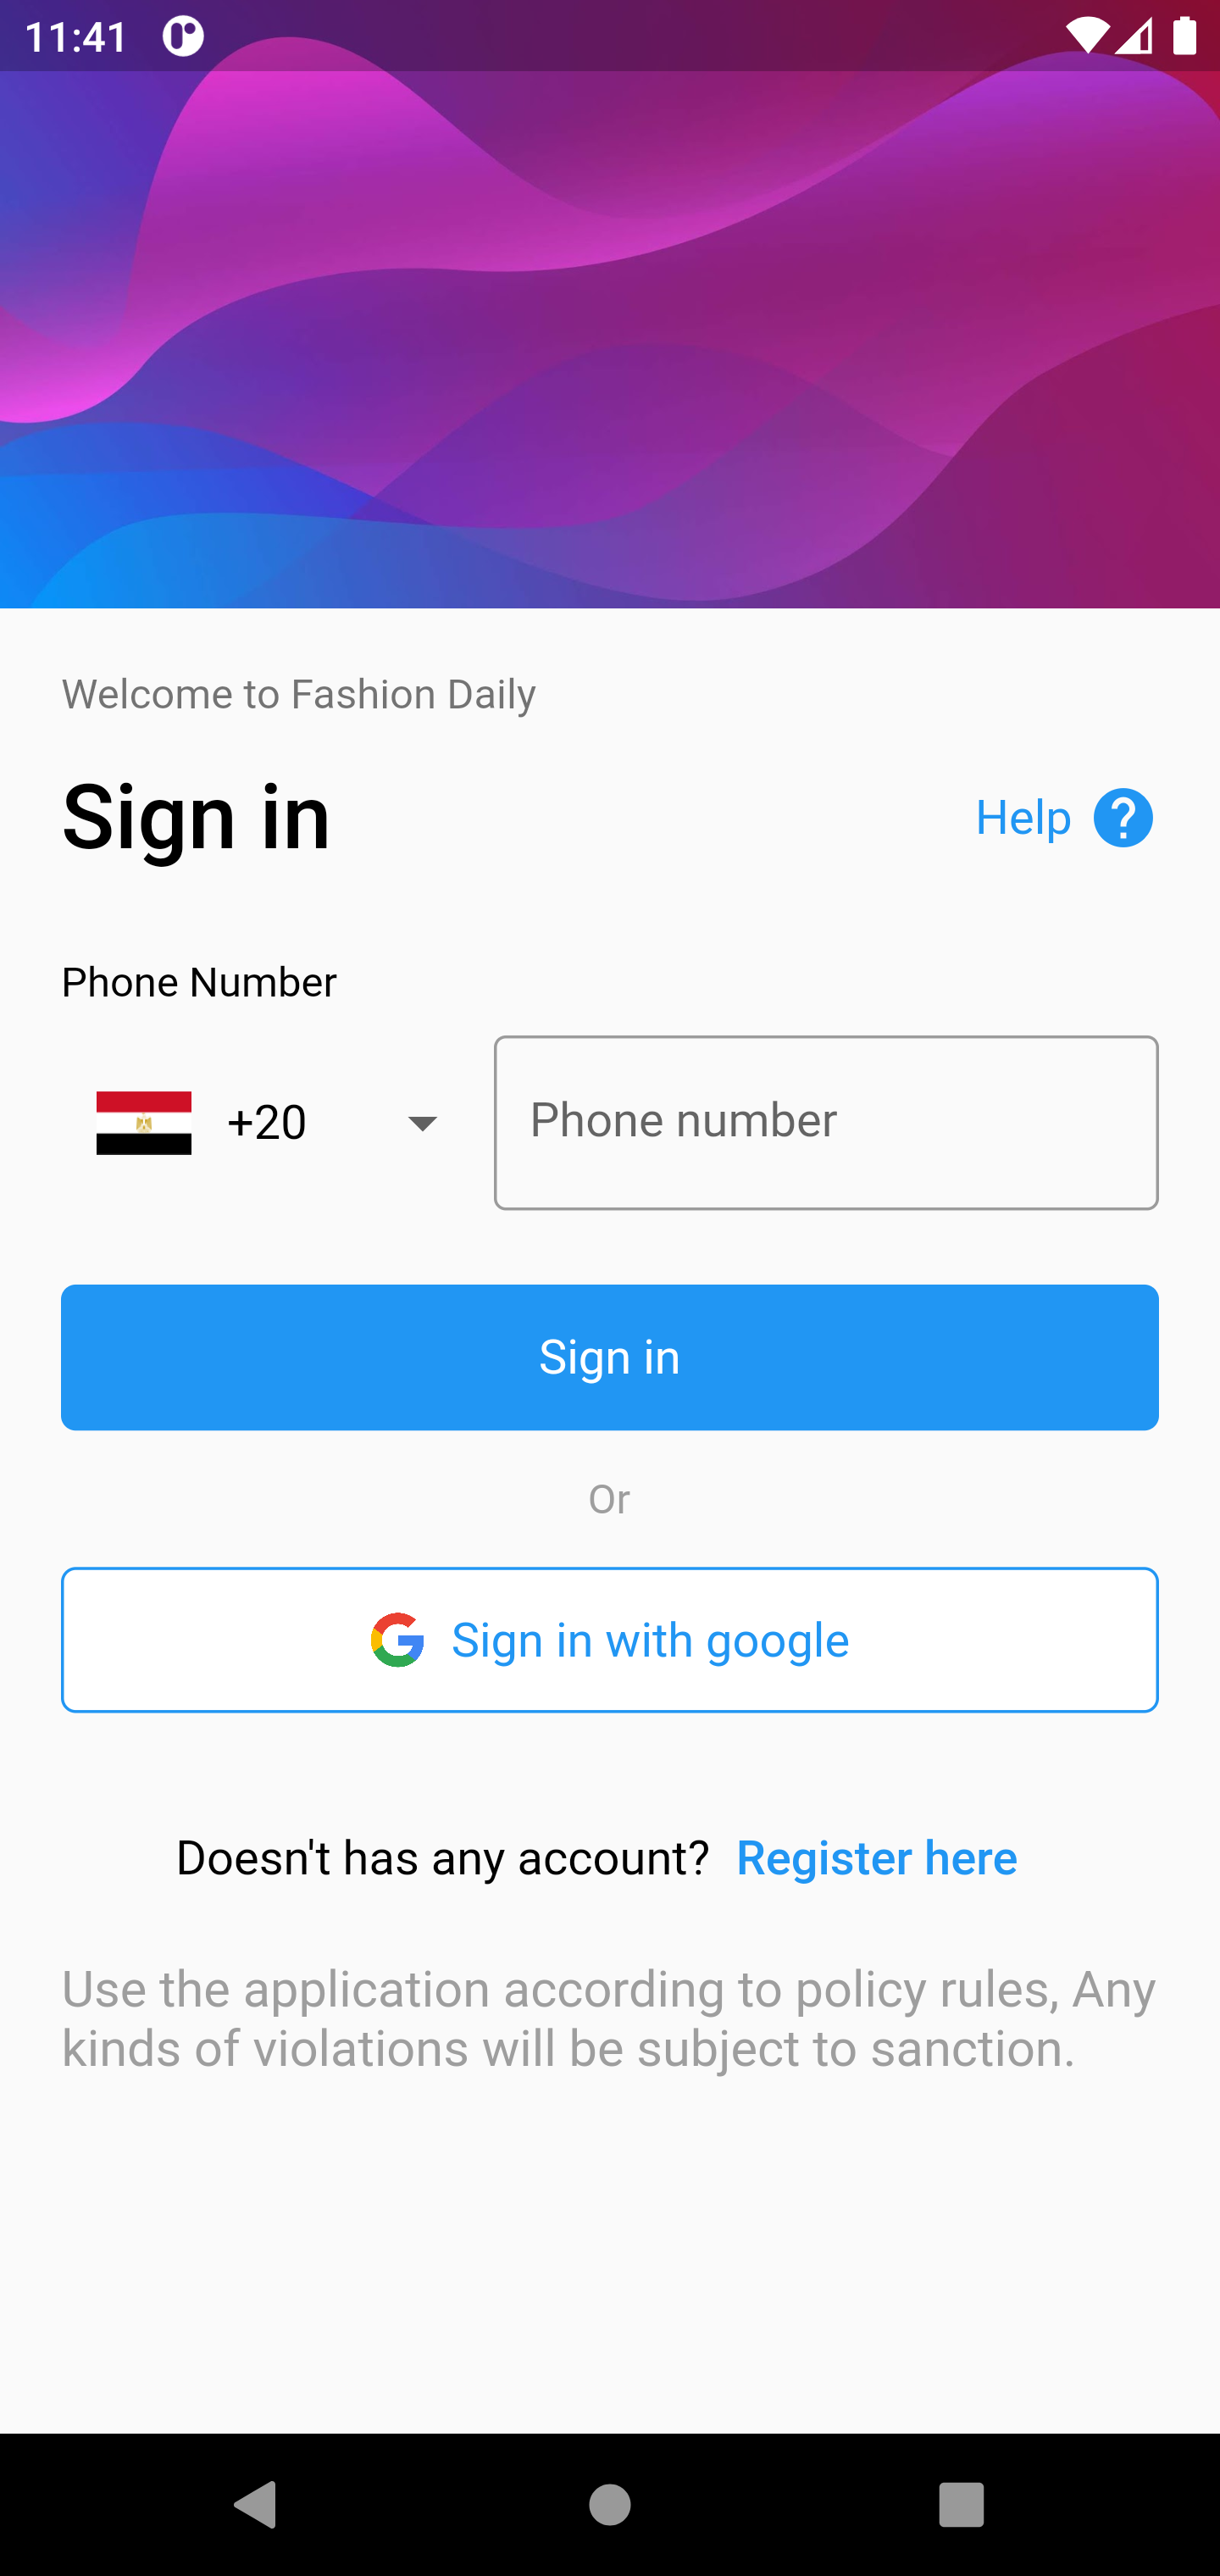 11:41
Welcome to Fashion Daily
Sign in
Help
Phone Number
+20
Phone number
Sign in
Or
Sign in with google
Doesn't has any account? Register here
Use the application according to policy rules, Any
kinds of violations will be subject to sanction.